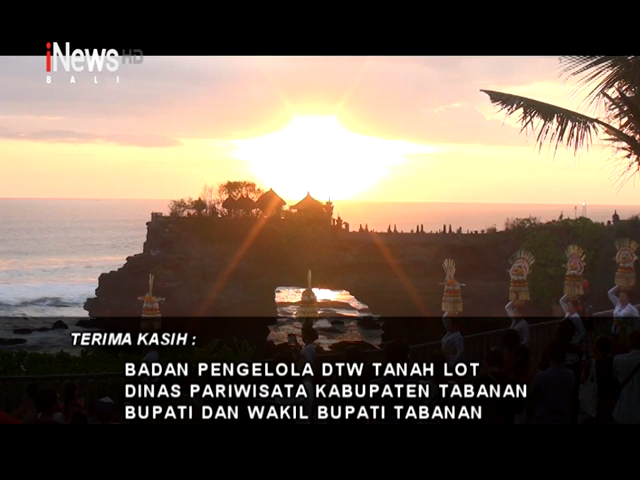 iNews HD
BALI
TERIMA KASIH :
BADAN PENGELOLA DTW TANAH LOT
DINAS PARIWISATA KABUPATEN TABANAN
BUPATI DAN WAKIL BUPATI TABANAN